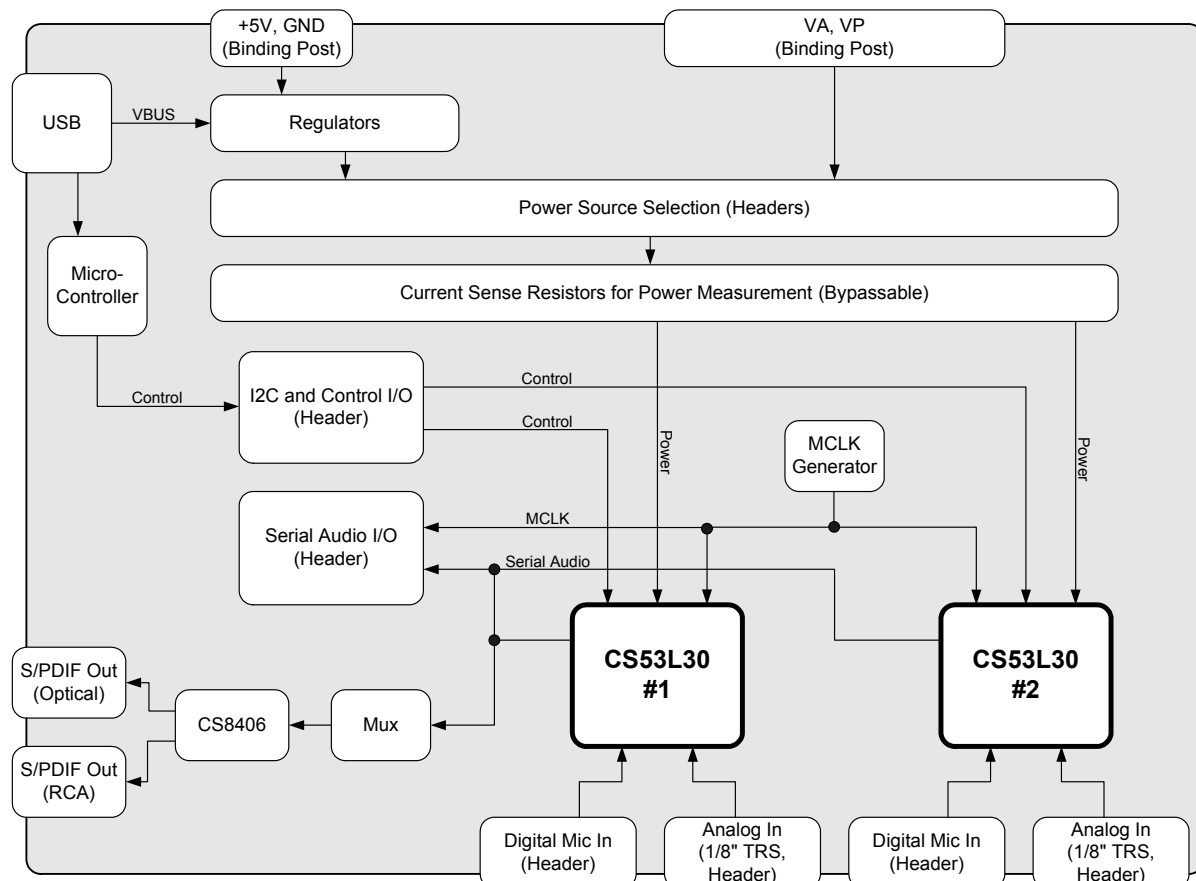 +5V, GND
(Binding Post)
VA, VP
(Binding Post)
USB
VBUS
Regulators
Power Source Selection (Headers)
Micro-
Controller
Current Sense Resistors for Power Measurement (Bypassable)
Control
I2C and Control I/O
(Header)
Control
Control
Power
Power
MCLK
Generator
Serial Audio I/O
(Header)
MCLK
Serial Audio
CS53L30
#1
CS53L30
#2
S/PDIF Out
(Optical)
CS8406
Mux
S/PDIF Out
(RCA)
Digital Mic In
(Header)
Analog In
(1/8" TRS,
Header)
Digital Mic In
(Header)
Analog In
(1/8" TRS,
Header)